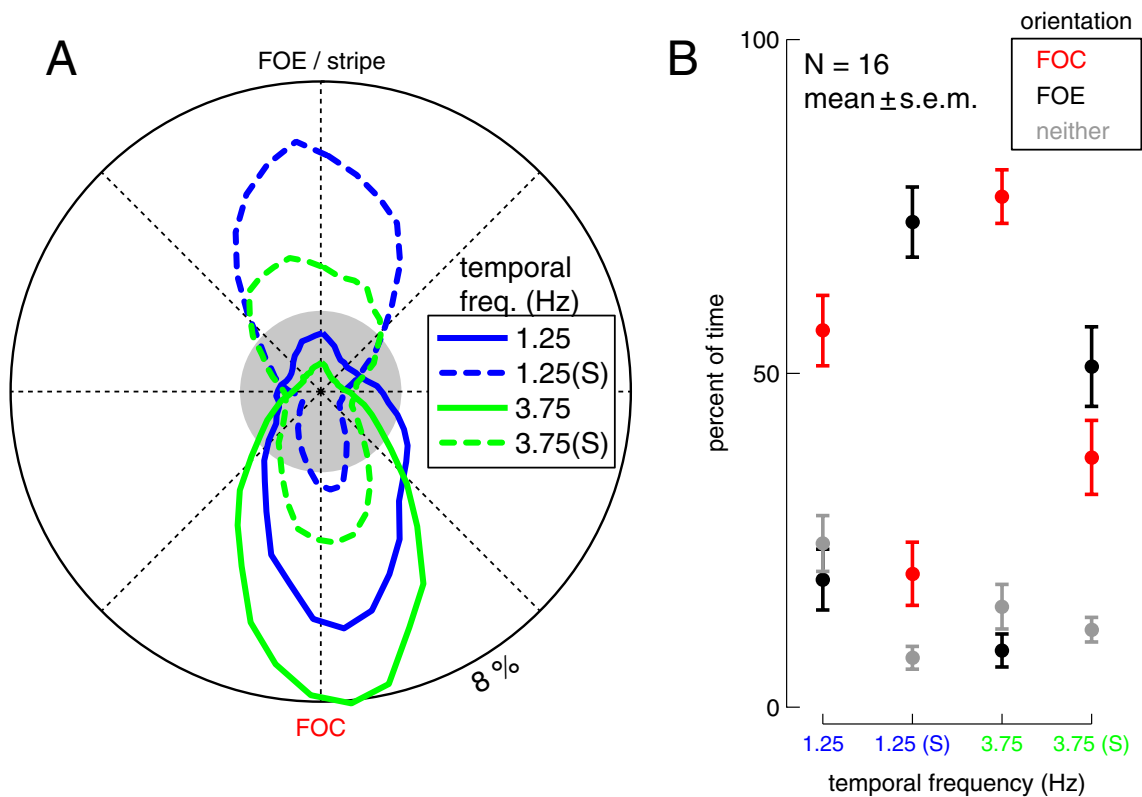 A
FOE / stripe
temporal
freq. (Hz)
1.25
1.25(S)
3.75
3.75(S)
8 %
FOC
B
orientation
FOC
FOE
neither
N = 16
mean ± s.e.m.
100
50
0
percent of time
1.25
1.25 (S)
3.75
3.75 (S)
temporal frequency (Hz)